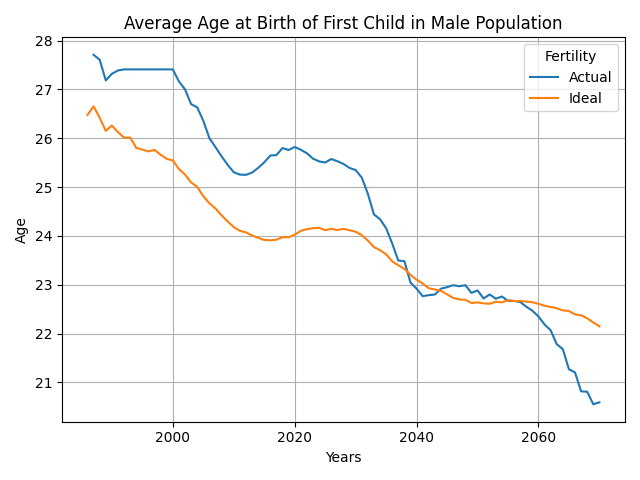 Average Age at Birth of First Child in Male Population
Fertility
Actual
Ideal
Age
28
27
26
25
24
23
22
21
2000
2020
2040
2060
Years